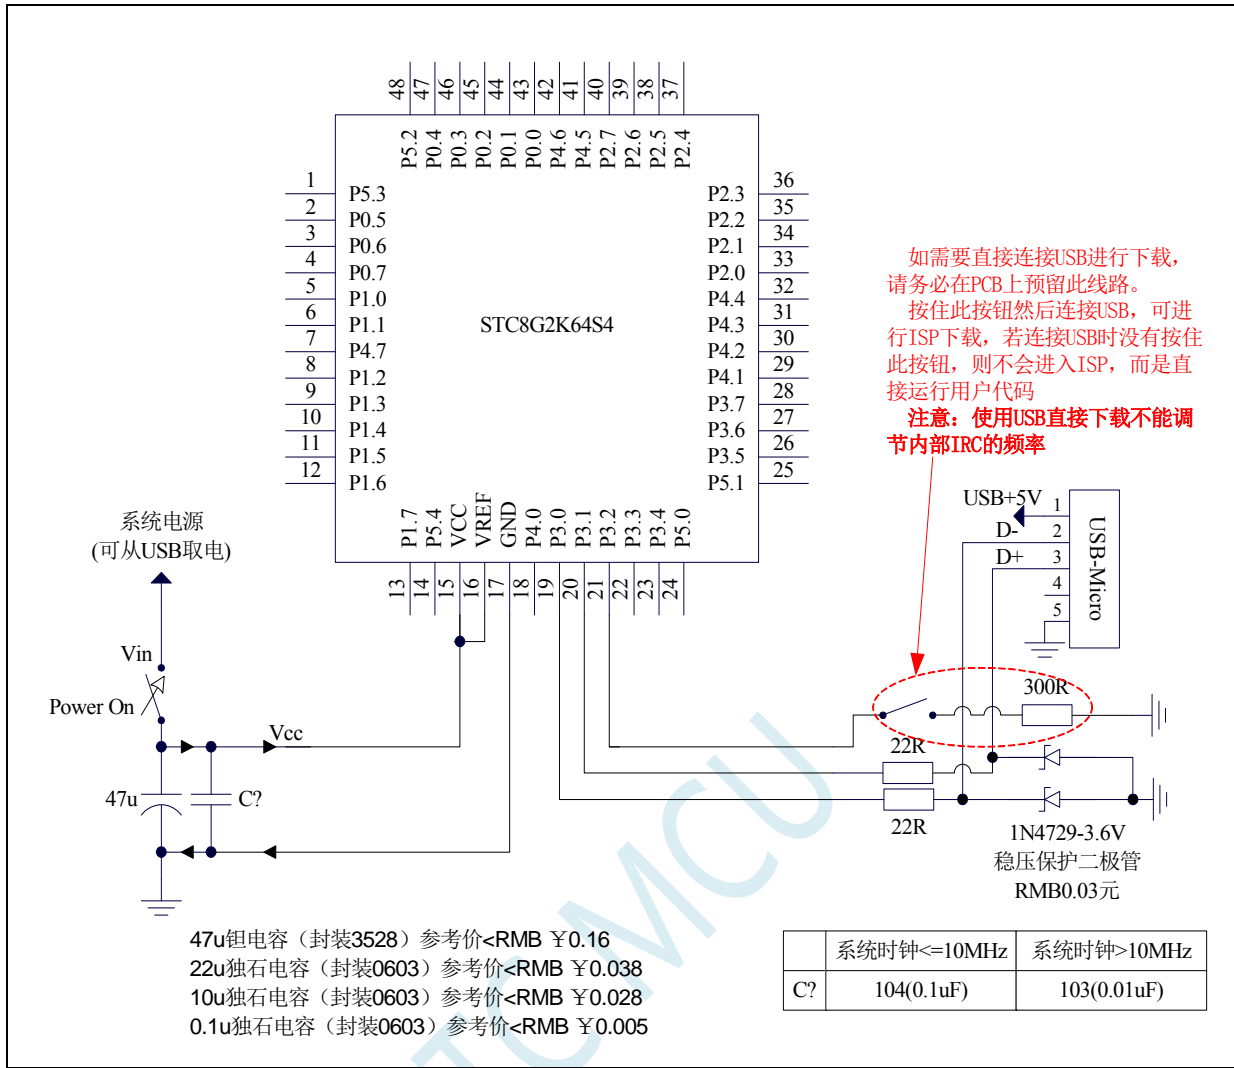 48 47 46 45 44 43 42 41 40 39 38 37
P5.2 P0.4 P0.3 P0.2 P0.1 P0.0 P4.6 P4.5 P2.7 P2.6 P2.5 P2.4
1 P5.3
2 P0.5
3 P0.6
4 P0.7
5 P1.0
6 P1.1
7 P4.7
8 P1.2
9 P1.3
10 P1.4
11 P1.5
12 P1.6
STC8G2K64S4
P2.3 36
P2.2 35
P2.1 34
P2.0 33
P4.4 32
P4.3 31
P4.2 30
P4.1 29
P3.7 28
P3.6 27
P3.5 26
P5.1 25
P1.7 P5.4 VCC VREF GND P4.0 P3.0 P3.1 P3.2 P3.3 P3.4 P5.0
13 14 15 16 17 18 19 20 21 22 23 24
如需要直接连接USB进行下载，
请务必在PCB上预留此线路。
按住此按钮然后连接USB，可进
行ISP下载，若连接USB时没有按住
此按钮，则不会进入ISP，而是直
接运行用户代码
注意：使用USB直接下载不能调
节内部IRC的频率
USB+5V 1
D- 2
D+ 3
4
5
USB-Micro
系统电源
(可从USB取电)
Vin
Power On
Vcc
47u
C?
300R
22R
22R
1N4729-3.6V
稳压保护二极管
RMB0.03元
47u钽电容（封装3528）参考价<RMB ￥0.16
22u独石电容（封装0603）参考价<RMB ￥0.038
10u独石电容（封装0603）参考价<RMB ￥0.028
0.1u独石电容（封装0603）参考价<RMB ￥0.005
系统时钟<=10MHz 系统时钟>10MHz
C? 104(0.1uF) 103(0.01uF)
TC MCU